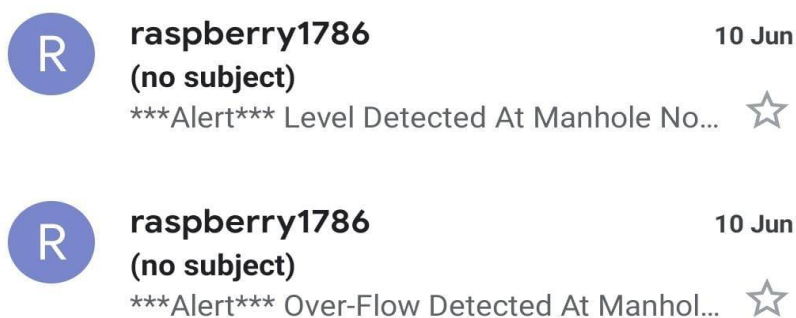 R
raspberry1786
10 Jun
(no subject)
***Alert*** Level Detected At Manhole No...
R
raspberry1786
10 Jun
(no subject)
***Alert*** Over-Flow Detected At Manhol...